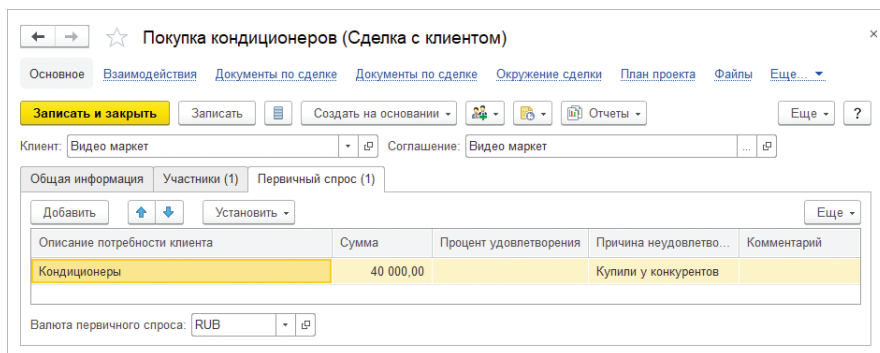 Покупка кондиционеров (Сделка с клиентом)
Основное Взаимодействия Документы по сделке Документы по сделке Окружение сделки План проекта Файлы Еще...
Записать и закрыть Записать Создать на основании Отчеты Еще ?
Клиент: Видео маркет Соглашение: Видео маркет ...
Общая информация Участники (1) Первичный спрос (1)
Добавить Установить Еще
Описание потребности клиента Сумма Процент удовлетворения Причина неудовлетво... Комментарий
Кондиционеры 40 000,00 Купили у конкурентов
Валюта первичного спроса: RUB